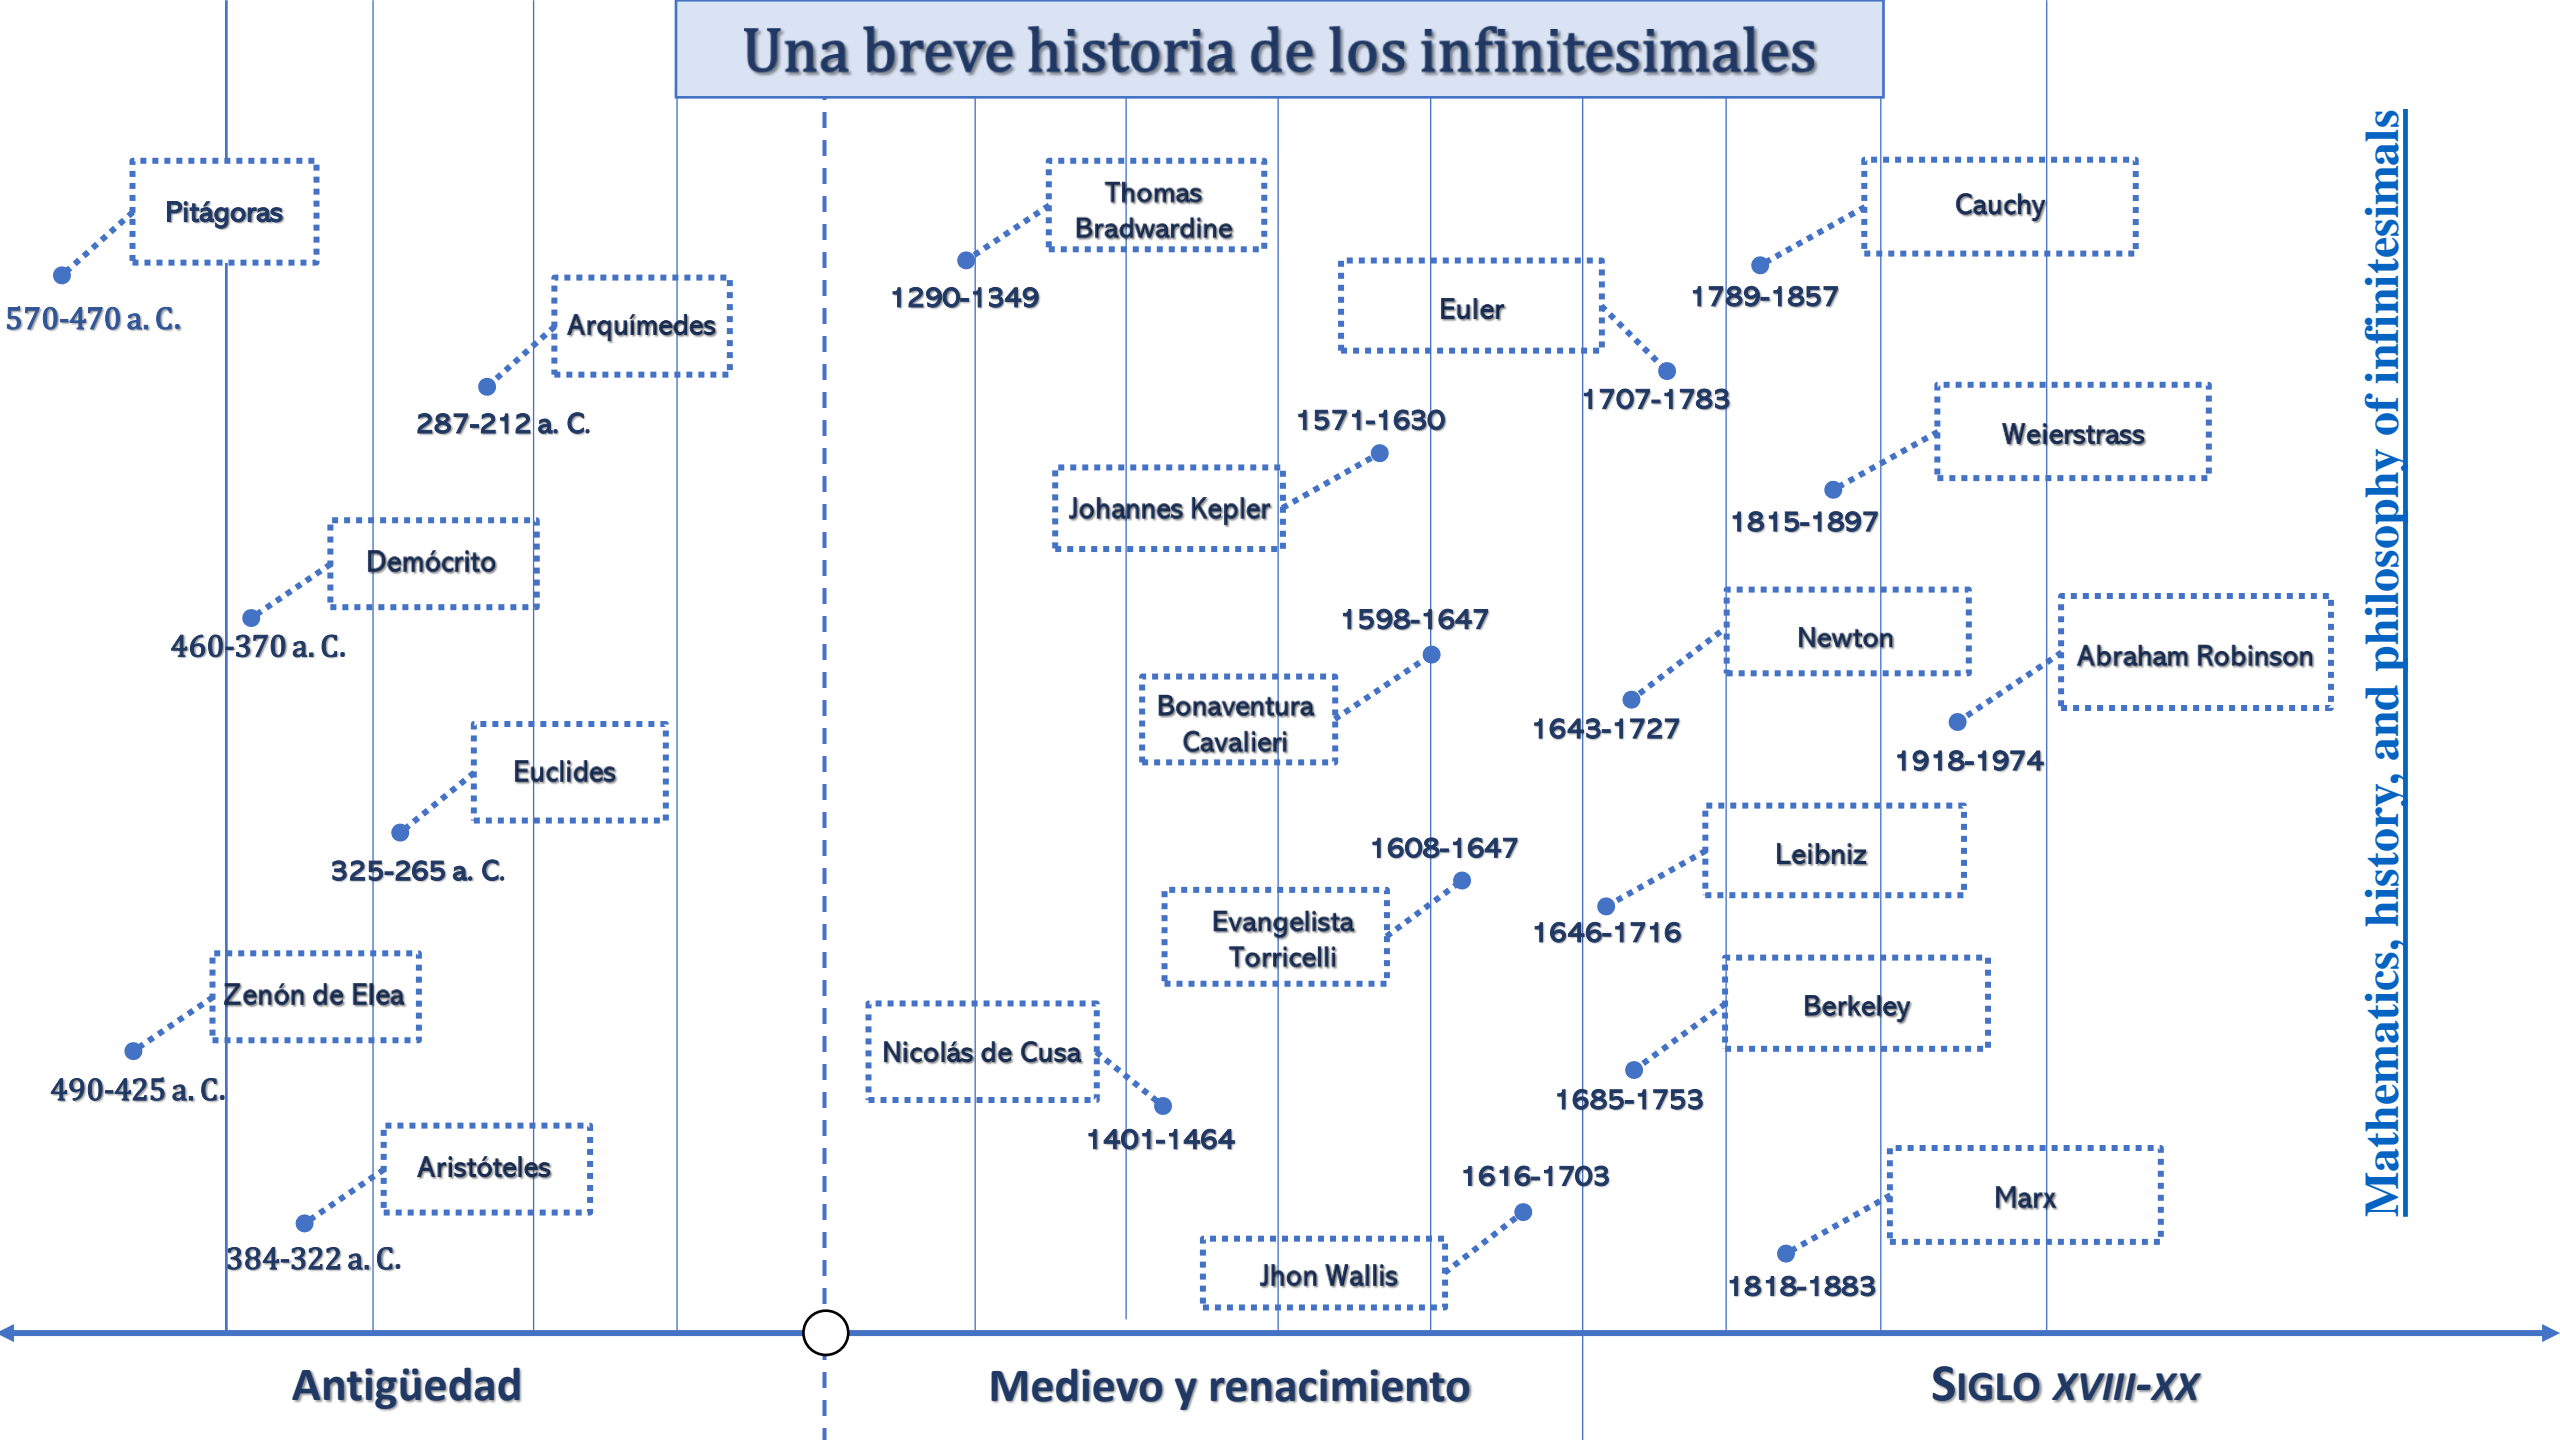 Una breve historia de los infinitesimales
Pitágoras
570-470 a. C.
Arquímedes
287-212 a. C.
Demócrito
460-370 a. C.
Euclides
325-265 a. C.
Zenón de Elea
490-425 a. C.
Aristóteles
384-322 a. C.
Thomas
Bradwardine
1290-1349
Euler
1707-1783
1571-1630
Johannes Kepler
1598-1647
Bonaventura
Cavalieri
1608-1647
Evangelista
Torricelli
Nicolás de Cusa
1401-1464
1616-1703
Jhon Wallis
Cauchy
1789-1857
Weierstrass
1815-1897
Newton
1643-1727
Abraham Robinson
1918-1974
Leibniz
1646-1716
Berkeley
1685-1753
Marx
1818-1883
Mathematics, history, and philosophy of infinitesimals
Antigüedad
Medievo y renacimiento
SIGLO XVIII-XX